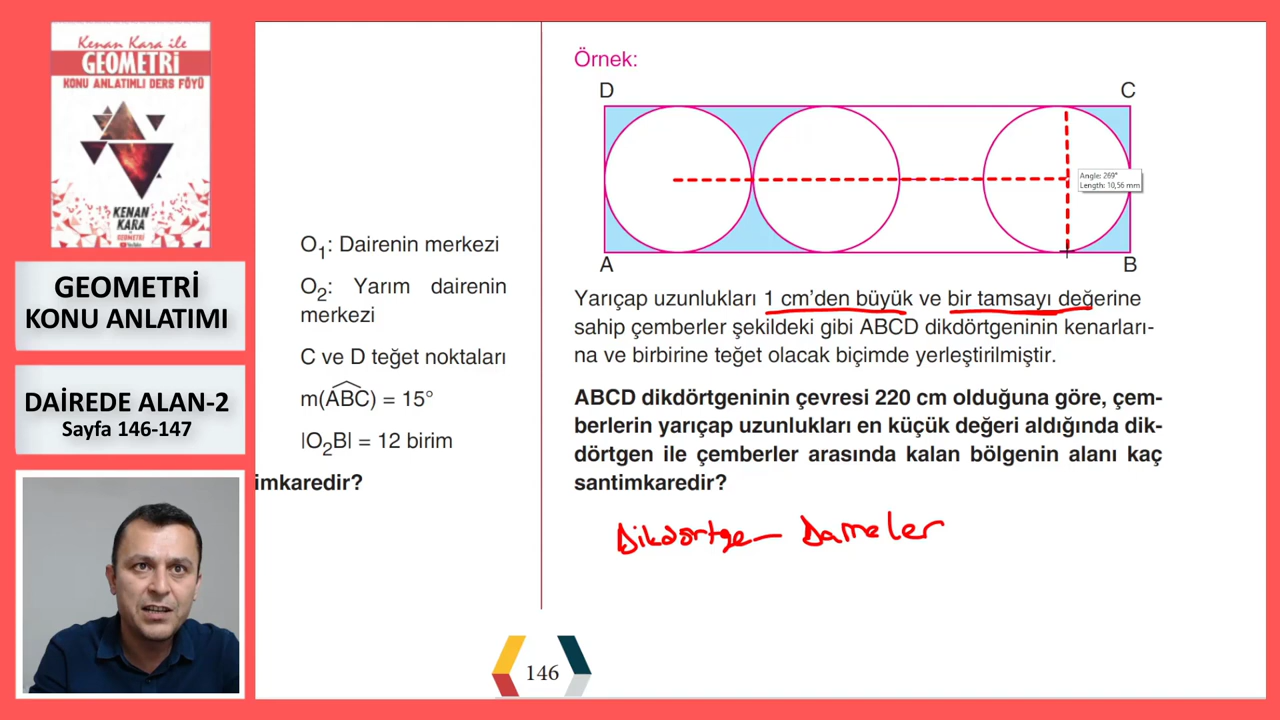 Kenan Kara ile
GEOMETRİ
KONU ANLATIMLI DERS FÖYÜ
KENAN
KARA
GEOMETRİ KONU ANLATIMI
DAİREDE ALAN-2
Sayfa 146-147
O1: Dairenin merkezi
O2: Yarım dairenin
merkezi
C ve D teğet noktaları
m(ABC) = 15°
|O2B| = 12 birim
imkaredir?
Örnek:
D
C
Angle: 269°
Length: 10,56 mm
A
B
Yarıçap uzunlukları 1 cm'den büyük ve bir tamsayı değerine
sahip çemberler şekildeki gibi ABCD dikdörtgeninin kenarları-
na ve birbirine teğet olacak biçimde yerleştirilmiştir.
ABCD dikdörtgeninin çevresi 220 cm olduğuna göre, çem-
berlerin yarıçap uzunlukları en küçük değeri aldığında dik-
dörtgen ile çemberler arasında kalan bölgenin alanı kaç
santimkaredir?
Dikdörtge— Daireler
146